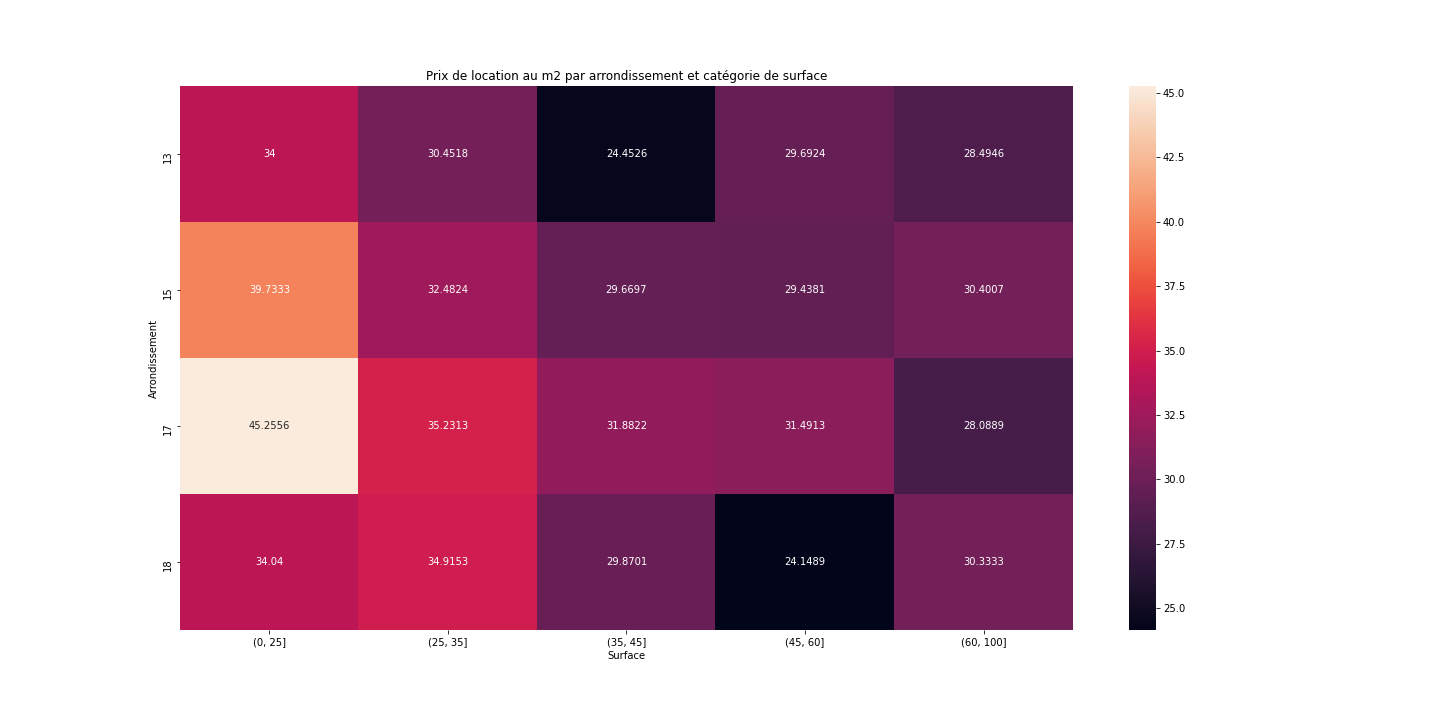 Prix de location au m2 par arrondissement et catégorie de surface
13 34 30.4518 24.4526 29.6924 28.4946
15 39.7333 32.4824 29.6697 29.4381 30.4007
17 45.2556 35.2313 31.8822 31.4913 28.0889
18 34.04 34.9153 29.8701 24.1489 30.3333
Arrondissement
(0, 25] (25, 35] (35, 45] (45, 60] (60, 100]
Surface
45.0
42.5
40.0
37.5
35.0
32.5
30.0
27.5
25.0